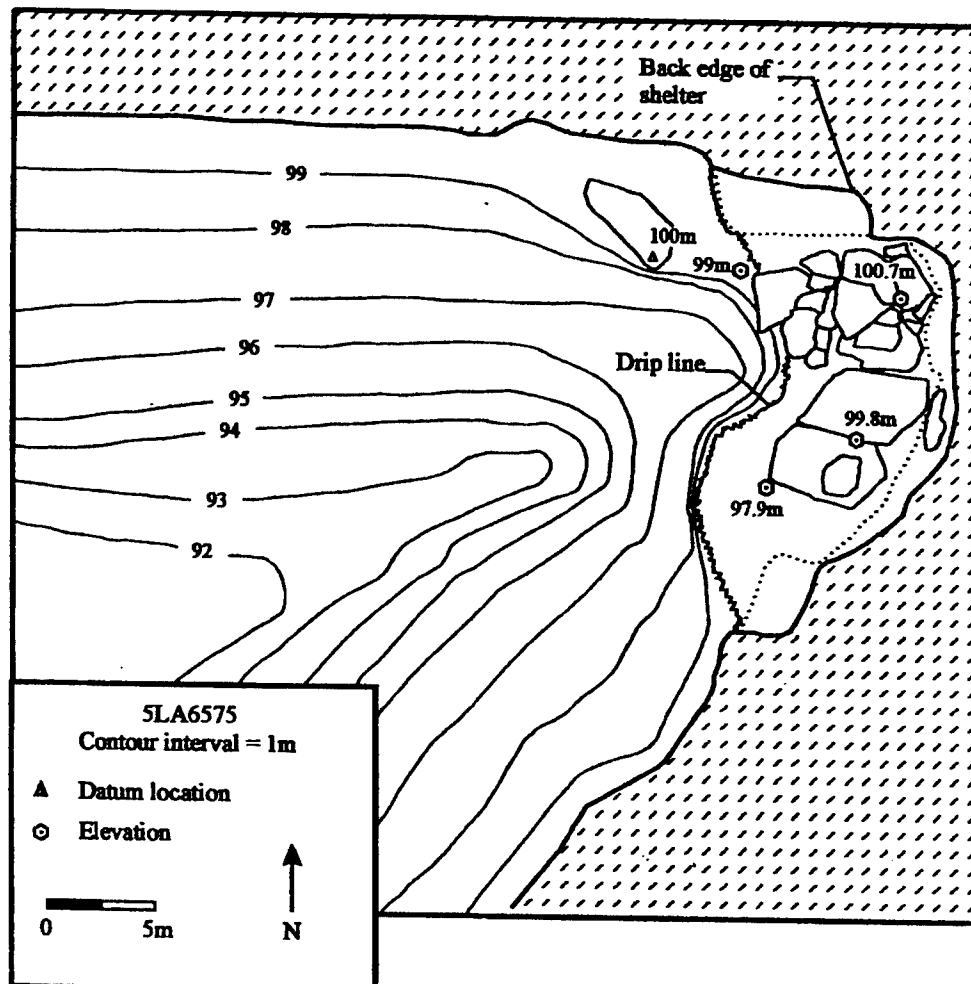 Back edge of
shelter
99
98
100m
99m
100.7m
97
96
Drip line
95
99.8m
94
93
97.9m
92
5LA6575
Contour interval = 1m
Datum location
Elevation
0 5m
N